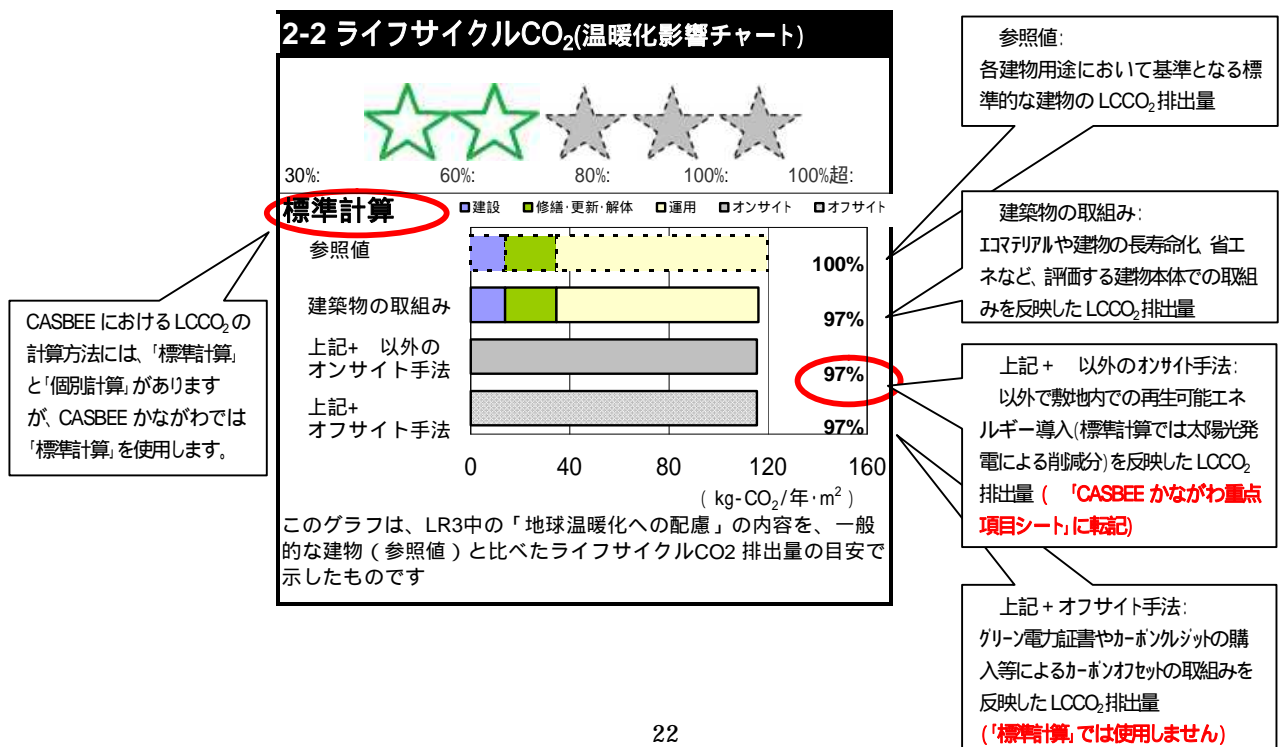 2-2 ライフサイクルCO2(温暖化影響チャート)
30%: 60%: 80%: 100%: 100%超:
標準計算
建設 修繕・更新・解体 運用 オンサイト オフサイト
参照値 100%
建築物の取組み 97%
上記+ 以外の
オンサイト手法 97%
上記+
オフサイト手法 97%
0 40 80 120 160
( kg-CO2/年・m2 )
このグラフは、LR3中の「地球温暖化への配慮」の内容を、一般
的な建物(参照値)と比べたライフサイクルCO2 排出量の目安で
示したものです
CASBEE における LCCO2の
計算方法には、「標準計算」
と「個別計算」があります
が、CASBEE かながわでは
「標準計算」を使用します。
参照値:
各建物用途において基準となる標
準的な建物の LCCO2排出量
建築物の取組み:
エコマテリアルや建物の長寿命化、省エ
ネなど、評価する建物本体での取組
みを反映した LCCO2排出量
上記+ 以外のオンサイト手法:
以外で敷地内での再生可能エネ
ルギー導入(標準計算では太陽光発
電による削減分)を反映した LCCO2
排出量 ( 「CASBEE かながわ重点
項目シート」に転記)
上記+オフサイト手法:
グリーン電力証書やカーボンクレジットの購
入等によるカーボンオフセットの取組みを
反映した LCCO2排出量
(「標準計算」では使用しません)
22